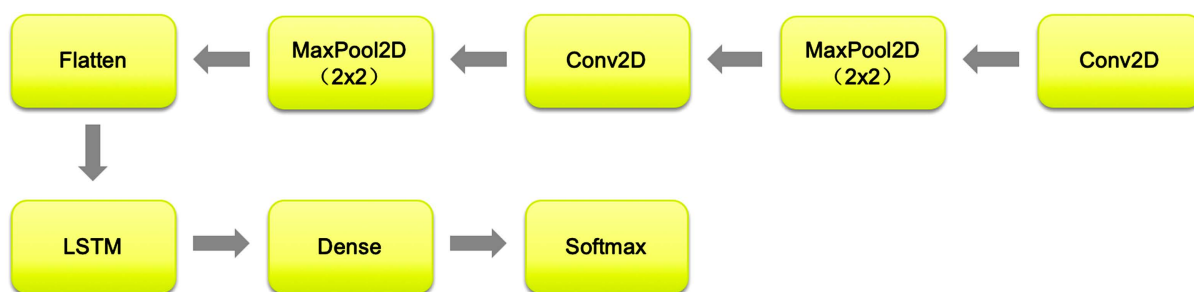 Flatten
MaxPool2D
（2x2）
Conv2D
MaxPool2D
（2x2）
Conv2D
LSTM
Dense
Softmax